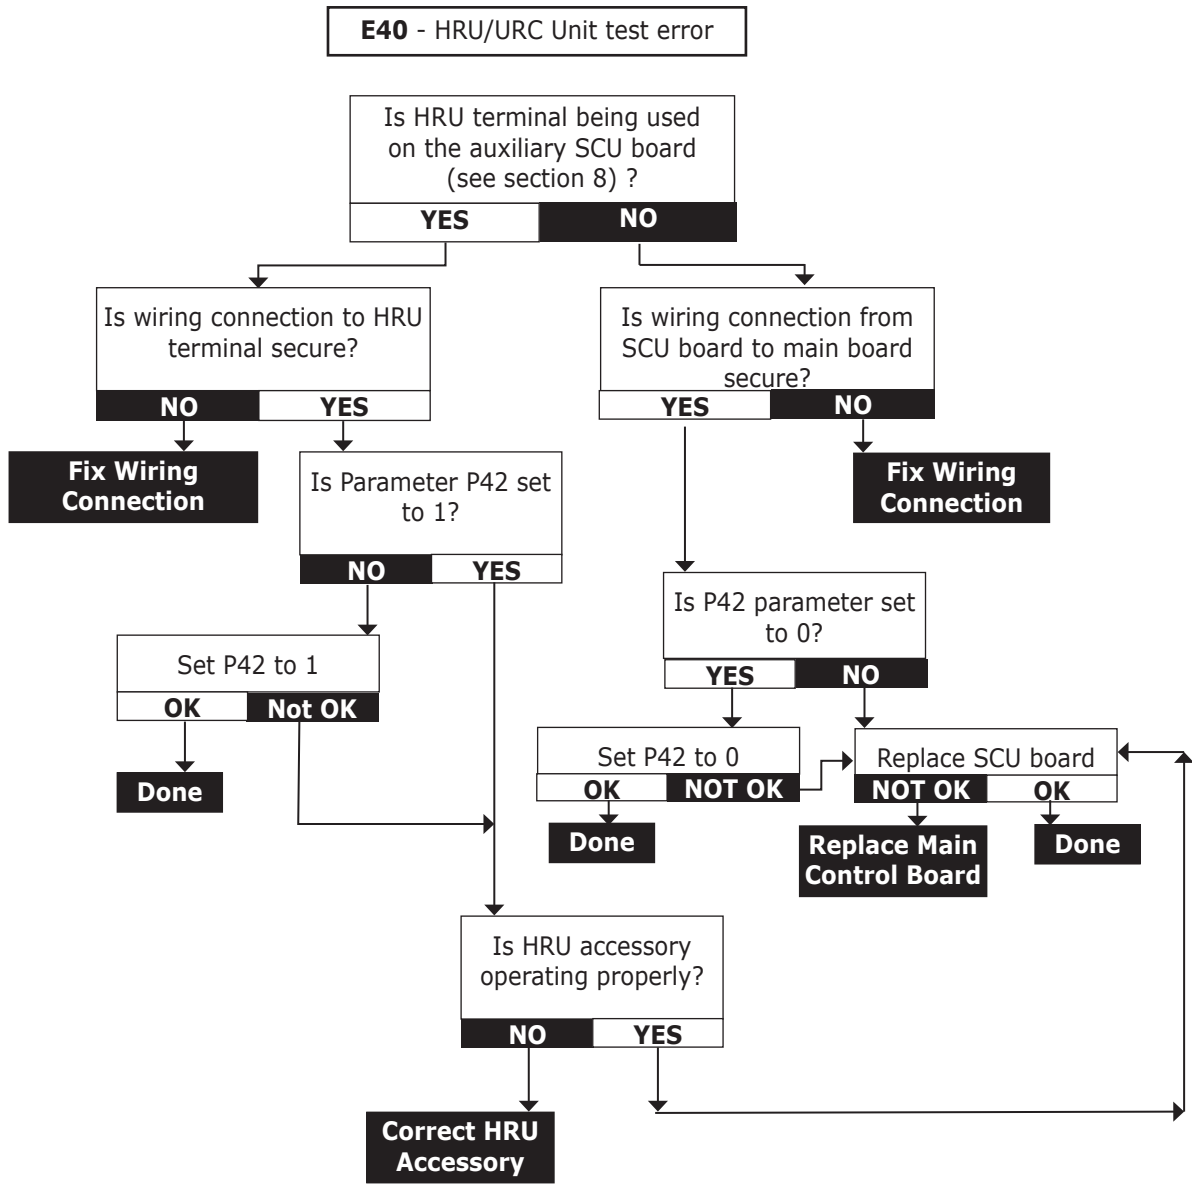 E40 - HRU/URC Unit test error
Is HRU terminal being used
on the auxiliary SCU board
(see section 8) ?
YES
NO
Is wiring connection to HRU
terminal secure?
NO
YES
Is wiring connection from
SCU board to main board
secure?
YES
NO
Fix Wiring
Connection
Is Parameter P42 set
to 1?
NO
YES
Fix Wiring
Connection
Is P42 parameter set
to 0?
YES
NO
Set P42 to 1
OK
Not OK
Done
Set P42 to 0
OK
NOT OK
Done
Replace SCU board
NOT OK
OK
Replace Main
Control Board
Done
Is HRU accessory
operating properly?
NO
YES
Correct HRU
Accessory